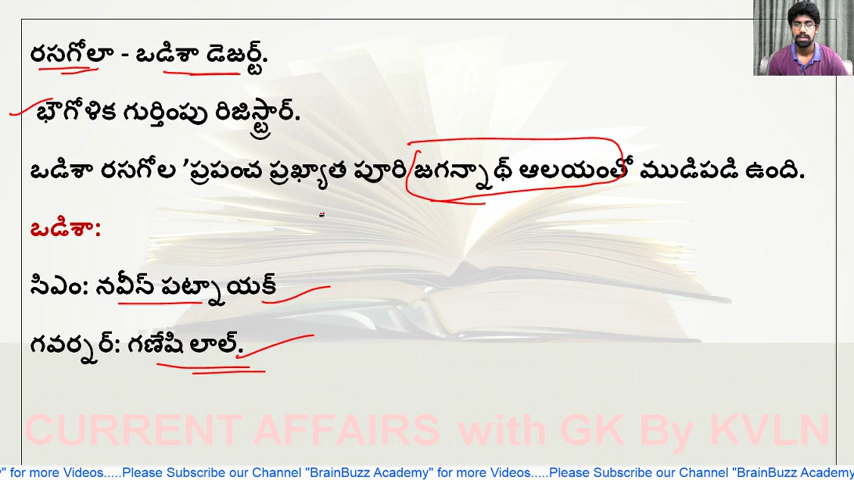 రసగోలా - ఒడిశా డెజర్ట్.
భౌగోళిక గుర్తింపు రిజిస్ట్రార్.
ఒడిశా రసగోల 'ప్రపంచ ప్రఖ్యాత పూరి జగన్నాథ్ ఆలయంతో ముడిపడి ఉంది.
ఒడిశా:
సిఎం: నవీస్ పట్నాయక్
గవర్నర్: గణేషి లాల్.
CURRENT AFFAIRS with GK By KVLN
y" for more Videos.....Please Subscribe our Channel "BrainBuzz Academy" for more Videos.....Please Subscribe our Channel "BrainBuzz Academy